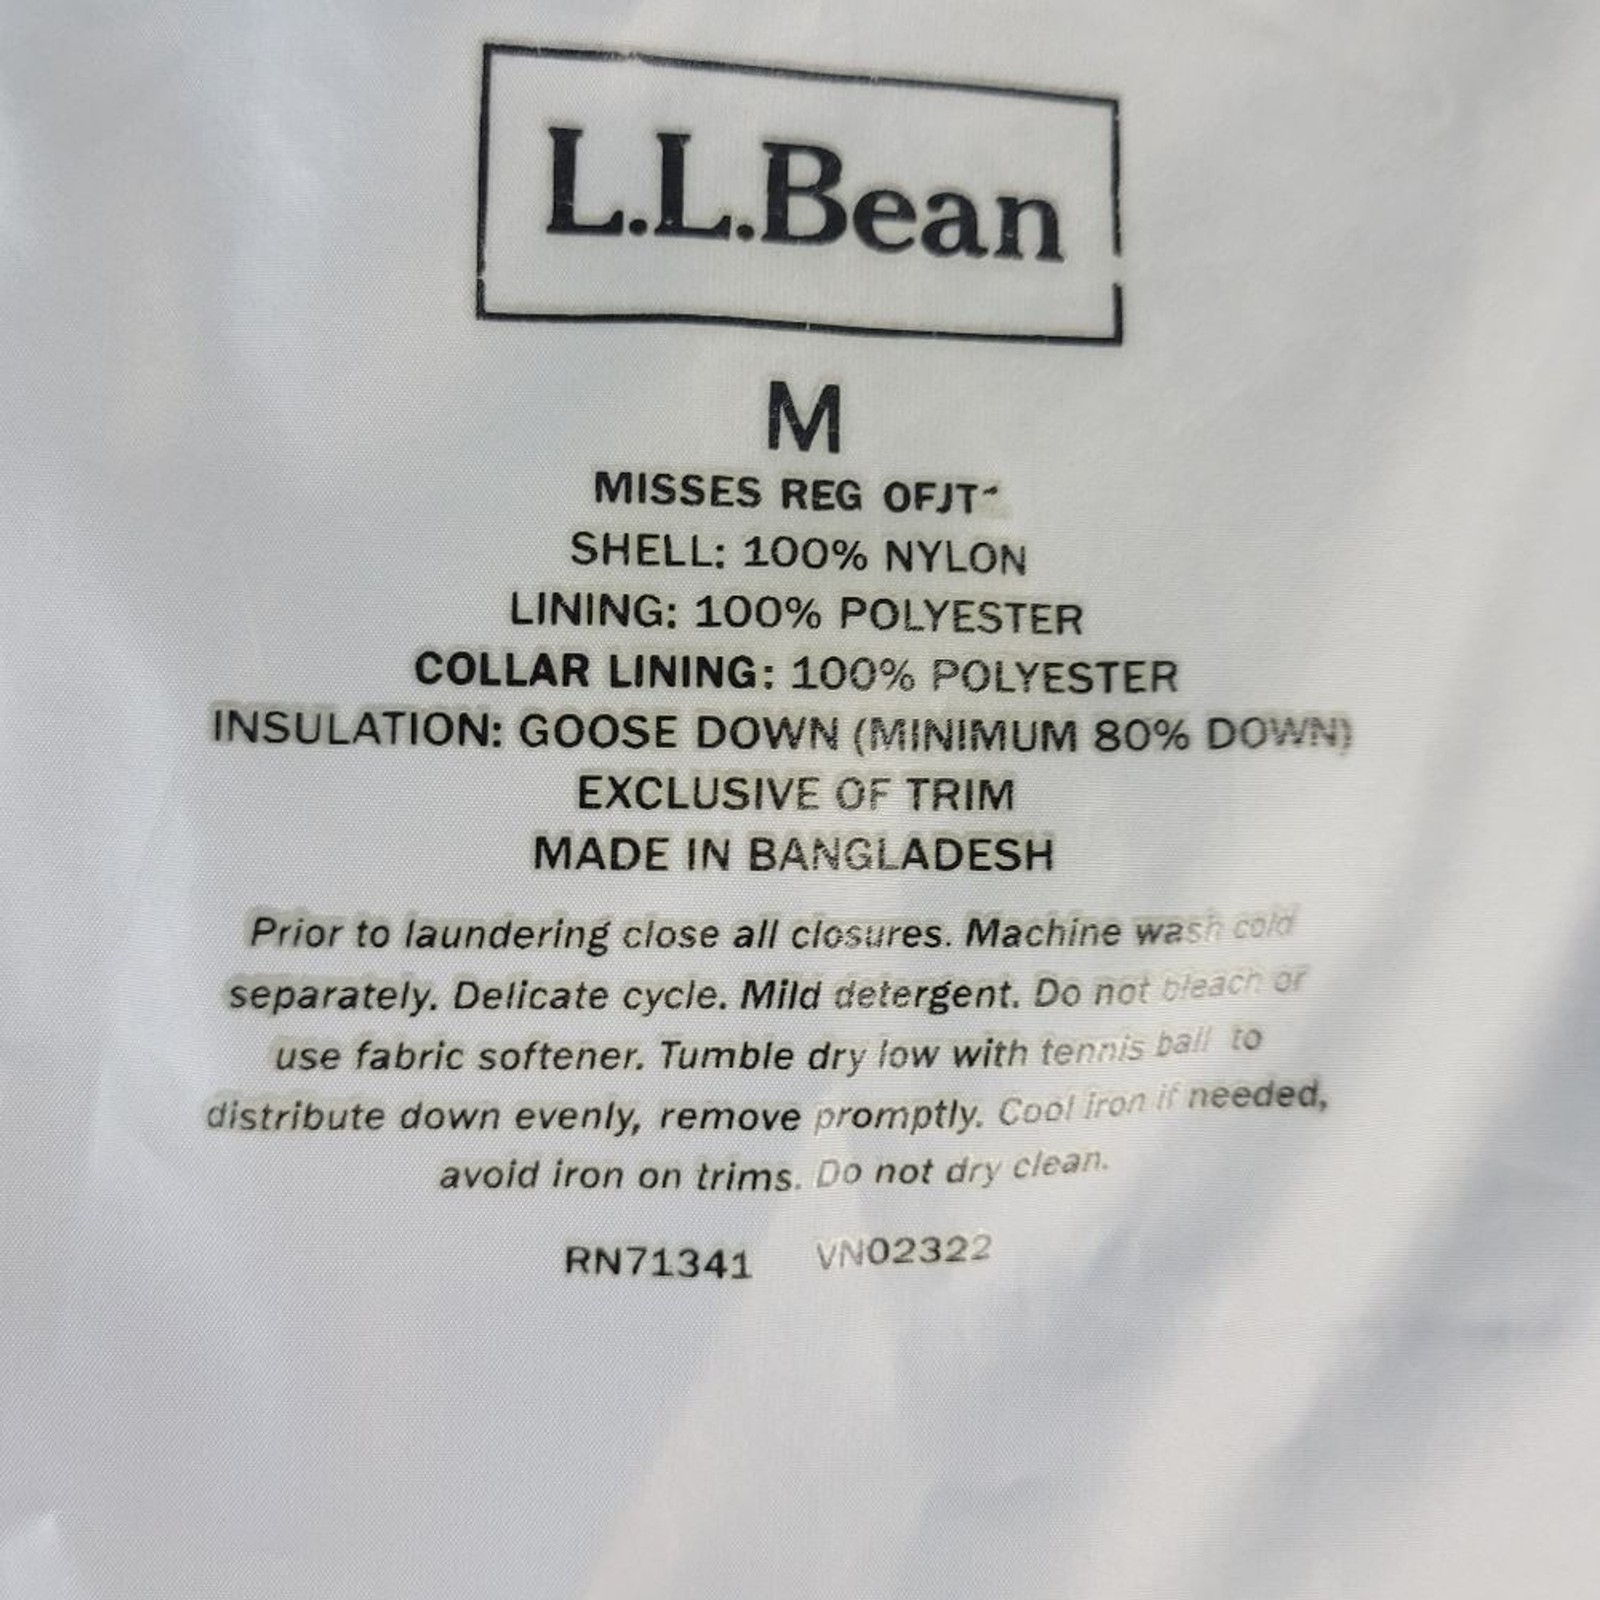 L.L.Bean
M
MISSES REG
SHELL: 100% NYLON
LINING: 100% POLYESTER
COLLAR LINING: 100% POLYESTER
INSULATION: GOOSE DOWN (MINIMUM 80% DOWN)
EXCLUSIVE OF TRIM
MADE IN BANGLADESH
Prior to laundering close all closures. Machine wash cold
separately. Delicate cycle. Mild detergent. Do not bleach or
use fabric softener. Tumble dry low with tennis ball to
distribute down evenly, remove promptly. Cool iron if needed,
avoid iron on trims. Do not dry clean.
RN71341 VN02322